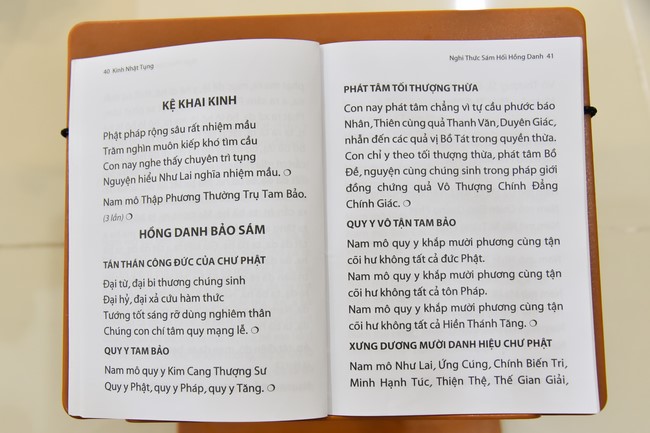 40 Kinh Nhật Tụng
KỆ KHAI KINH
Phật pháp rộng sâu rất nhiệm mầu
Trăm nghìn muôn kiếp khó tìm cầu
Con nay nghe thấy chuyên trì tụng
Nguyện hiểu Như Lai nghĩa nhiệm mầu.
Nam mô Thập Phương Thường Trụ Tam Bảo.
(3 lần)
HỒNG DANH BẢO SÁM
TÁN THÁN CÔNG ĐỨC CỦA CHƯ PHẬT
Đại từ, đại bi thương chúng sinh
Đại hỷ, đại xả cứu hàm thức
Tướng tốt sáng rỡ dùng nghiêm thân
Chúng con chí tâm quy mạng lễ.
QUY Y TAM BẢO
Nam mô quy y Kim Cang Thượng Sư
Quy y Phật, quy y Pháp, quy y Tăng.
Nghi Thức Sám Hối Hồng Danh 41
PHÁT TÂM TỐI THƯỢNG THỪA
Con nay phát tâm chẳng vì tự cầu phước báo
Nhân, Thiên cùng quả Thanh Văn, Duyên Giác,
nhẫn đến các quả vị Bồ Tát trong quyền thừa.
Con chỉ y theo tối thượng thừa, phát tâm Bồ
Đề, nguyện cùng chúng sinh trong pháp giới
đồng chứng quả Vô Thượng Chính Đẳng
Chính Giác.
QUY Y VÔ TẬN TAM BẢO
Nam mô quy y khắp mười phương cùng tận
cõi hư không tất cả đức Phật.
Nam mô quy y khắp mười phương cùng tận
cõi hư không tất cả tôn Pháp.
Nam mô quy y khắp mười phương cùng tận
cõi hư không tất cả Hiền Thánh Tăng.
XƯNG DƯƠNG MƯỜI DANH HIỆU CHƯ PHẬT
Nam mô Như Lai, Ứng Cúng, Chính Biến Tri,
Minh Hạnh Túc, Thiện Thệ, Thế Gian Giải,